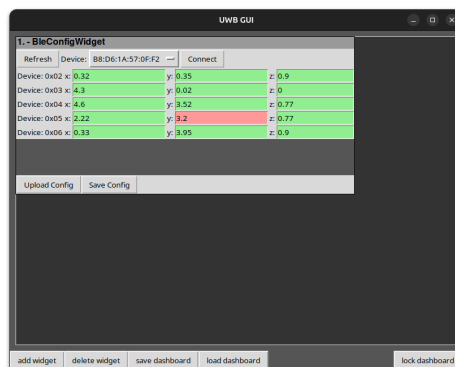 UWB GUI
1. - BleConfigWidget
Refresh Device: B8:D6:1A:57:0F:F2 Connect
Device: 0x02 x: 0.32 y: 0.35 z: 0.9
Device: 0x03 x: 4.3 y: 0.02 z: 0
Device: 0x04 x: 4.6 y: 3.52 z: 0.77
Device: 0x05 x: 2.22 y: 3.2 z: 0.77
Device: 0x06 x: 0.33 y: 3.95 z: 0.9
Upload Config Save Config
add widget delete widget save dashboard load dashboard lock dashboard